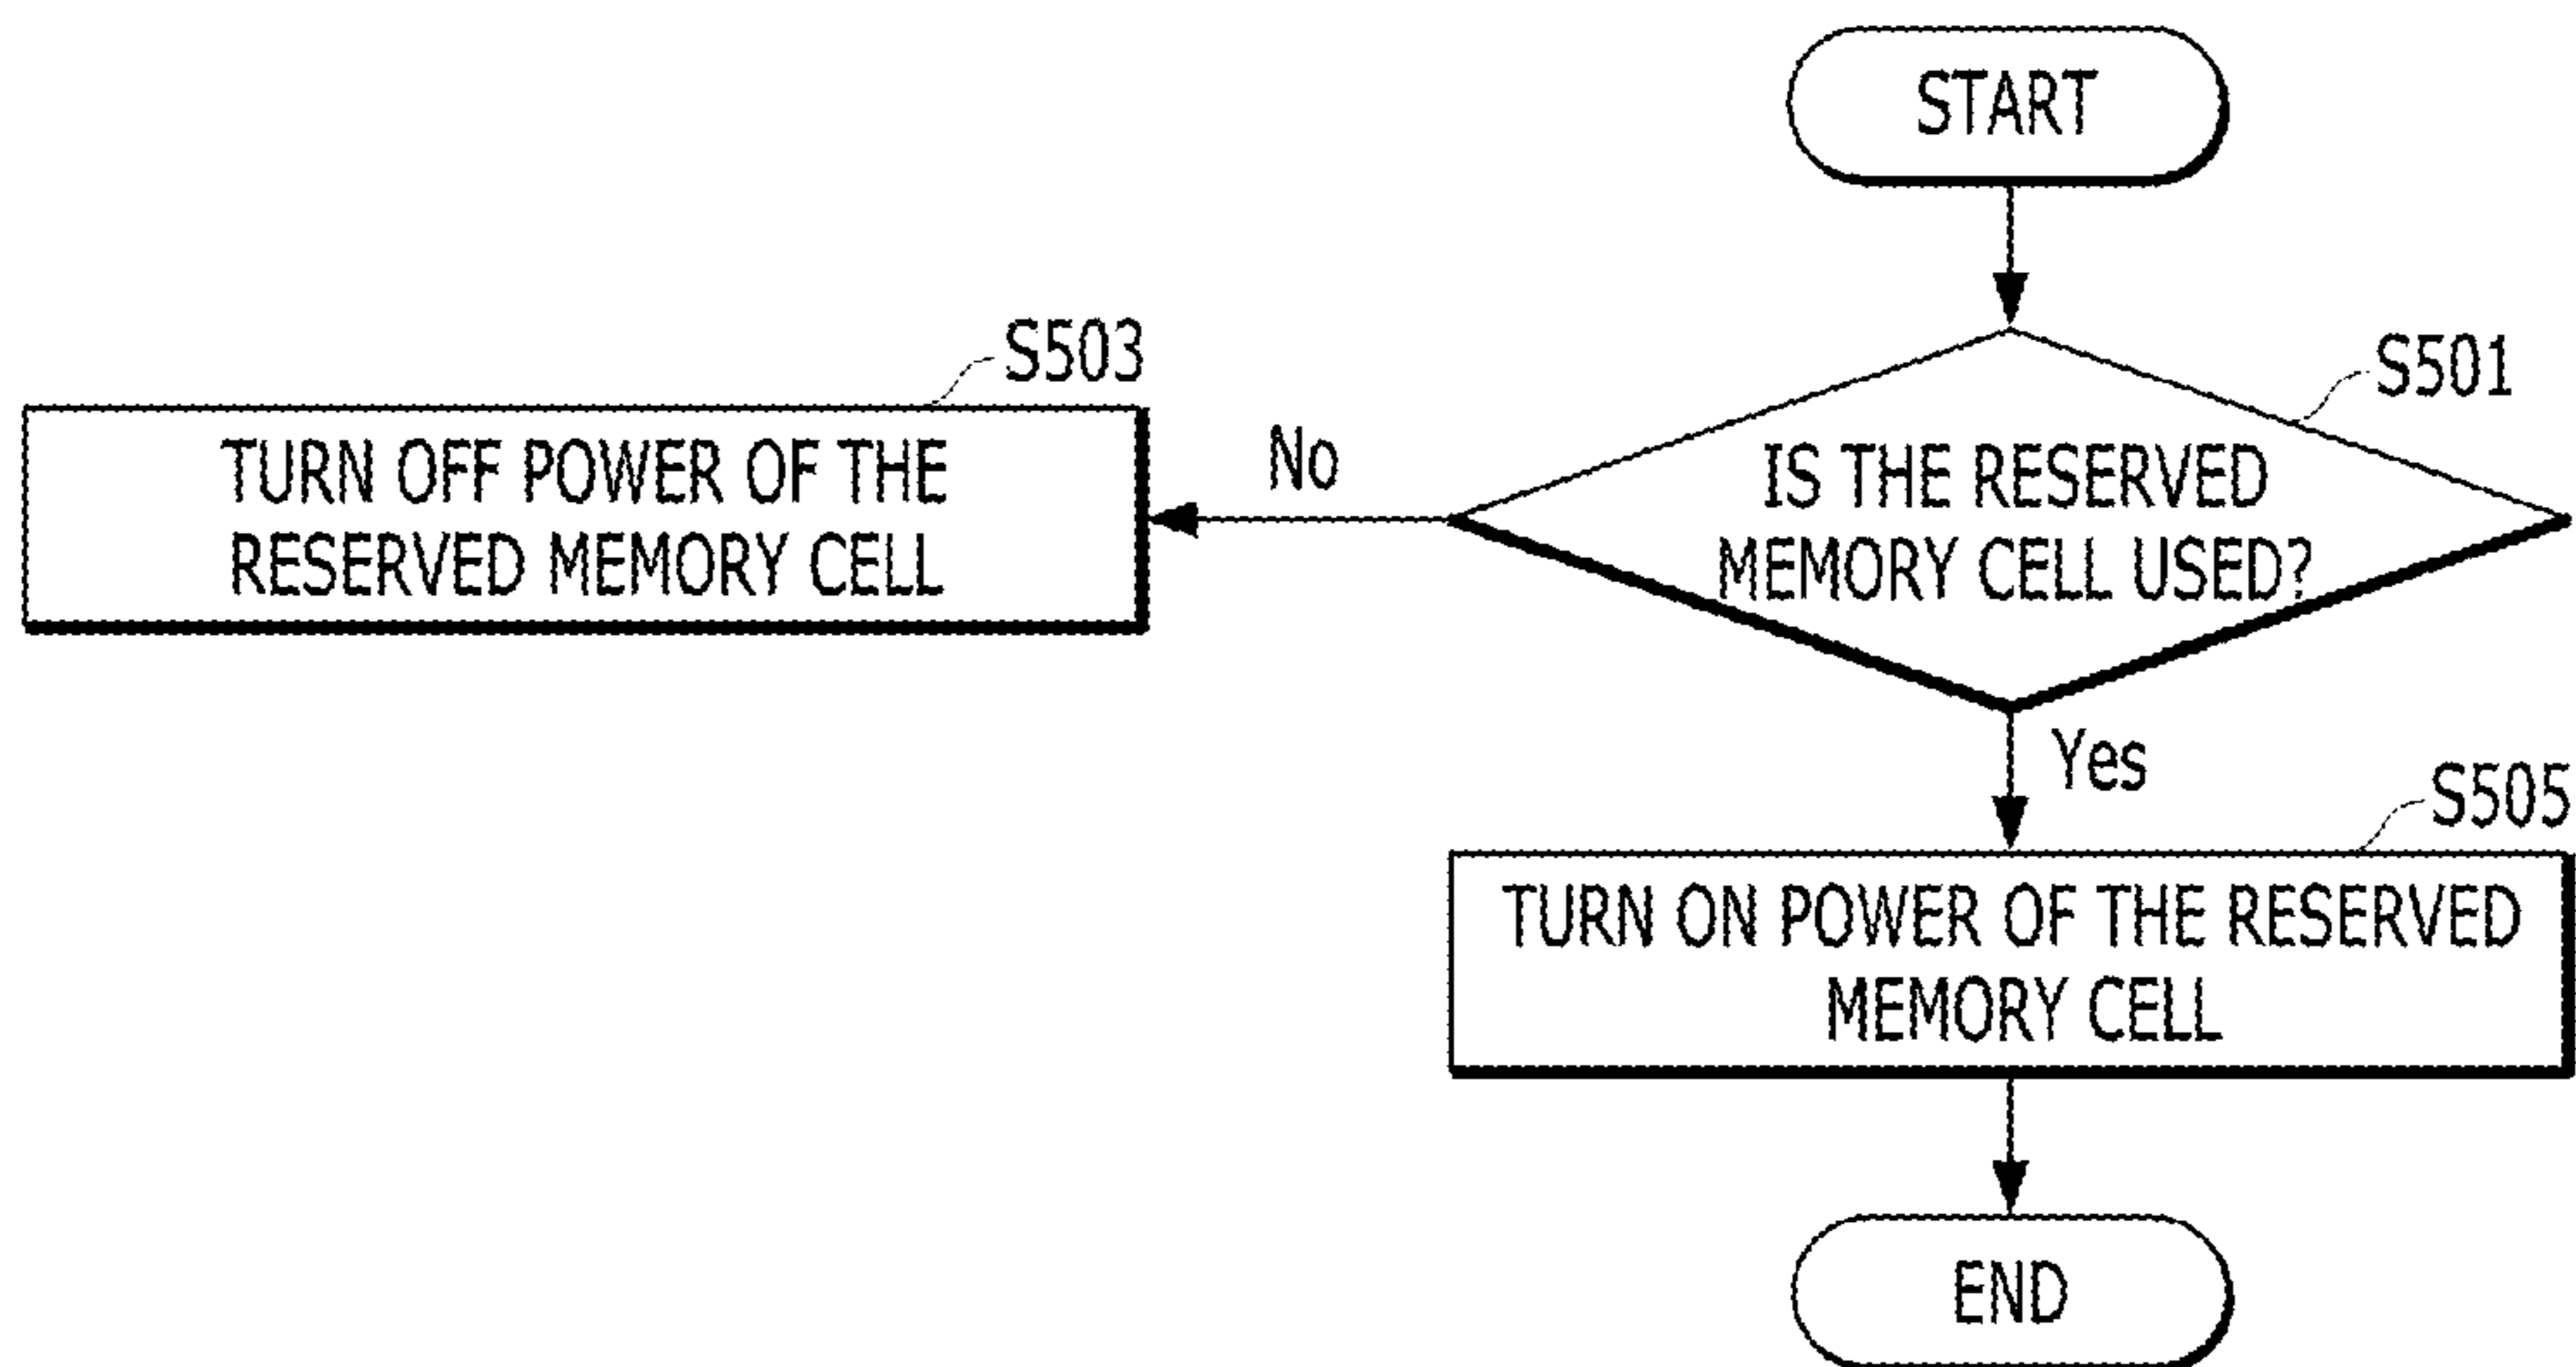 START
S501
IS THE RESERVED
MEMORY CELL USED?
No
S503
TURN OFF POWER OF THE
RESERVED MEMORY CELL
Yes
S505
TURN ON POWER OF THE RESERVED
MEMORY CELL
END